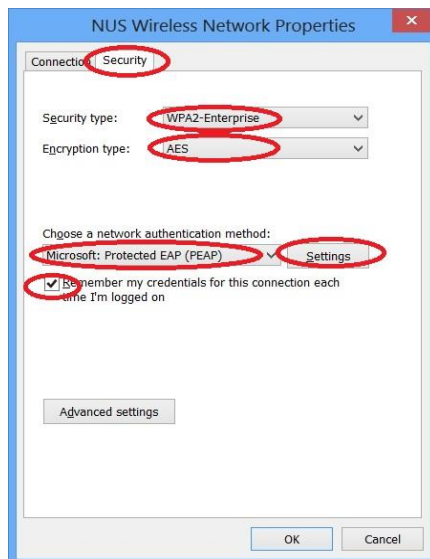 NUS Wireless Network Properties
Connection Security
Security type: WPA2-Enterprise
Encryption type: AES
Choose a network authentication method:
Microsoft: Protected EAP (PEAP) Settings
Remember my credentials for this connection each
time I'm logged on
Advanced settings
OK Cancel